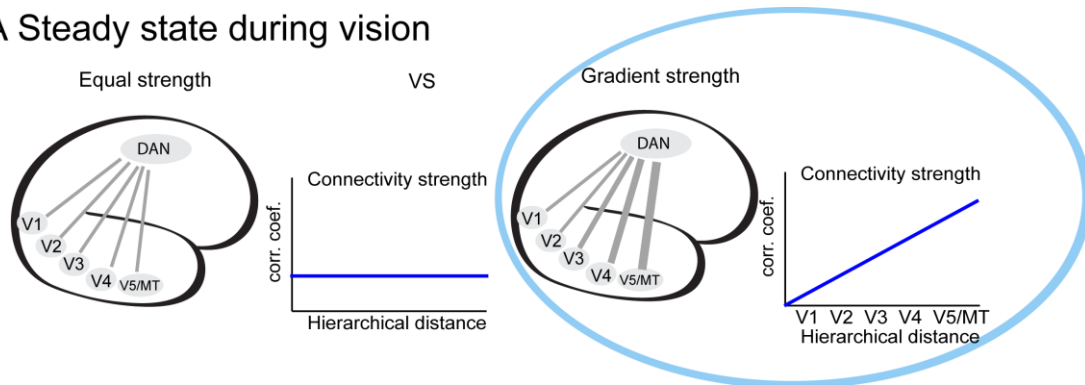 A Steady state during vision
Equal strength
VS
Gradient strength
DAN
V1
V2
V3
V4
V5/MT
Connectivity strength
corr. coef.
Hierarchical distance
DAN
V1
V2
V3
V4
V5/MT
Connectivity strength
corr. coef.
V1 V2 V3 V4 V5/MT
Hierarchical distance